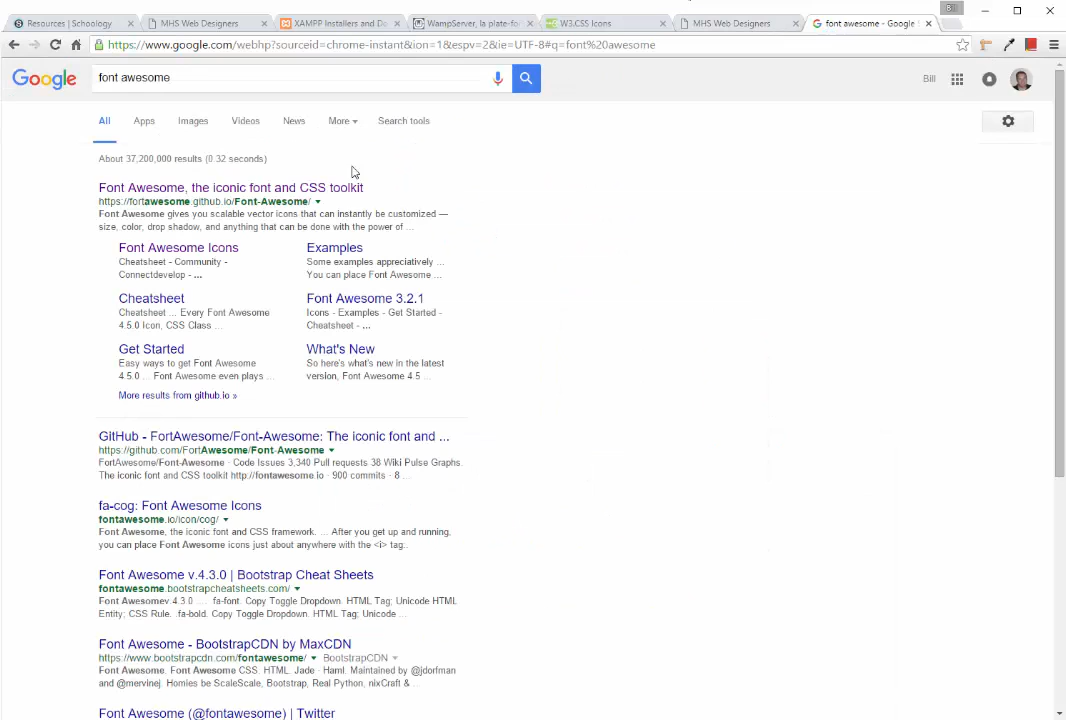 Bill
Resources | Schoology
MHS Web Designers
XAMPP Installers and Do
WampServer, la plate-for
W3.CSS Icons
MHS Web Designers
font awesome - Google
https://www.google.com/webhp?sourceid=chrome-instant&ion=1&espv=2&ie=UTF-8#q=font%20awesome
Google
font awesome
Bill
All
Apps
Images
Videos
News
More
Search tools
About 37,200,000 results (0.32 seconds)
Font Awesome, the iconic font and CSS toolkit
https://fortawesome.github.io/Font-Awesome/
Font Awesome gives you scalable vector icons that can instantly be customized —
size, color, drop shadow, and anything that can be done with the power of ...
Font Awesome Icons
Cheatsheet - Community -
Connectdevelop - ...
Examples
Some examples appreciatively ...
You can place Font Awesome ...
Cheatsheet
Cheatsheet ... Every Font Awesome
4.5.0 Icon, CSS Class ...
Font Awesome 3.2.1
Icons - Examples - Get Started -
Cheatsheet - ...
Get Started
Easy ways to get Font Awesome
4.5.0 ... Font Awesome even plays ...
What's New
So here's what's new in the latest
version, Font Awesome 4.5 ...
More results from github.io »
GitHub - FortAwesome/Font-Awesome: The iconic font and ...
https://github.com/FortAwesome/Font-Awesome
FortAwesome/Font-Awesome · Code Issues 3,340 Pull requests 38 Wiki Pulse Graphs.
The iconic font and CSS toolkit http://fontawesome.io · 900 commits · 8 ...
fa-cog: Font Awesome Icons
fontawesome.io/icon/cog/
Font Awesome, the iconic font and CSS framework. ... After you get up and running,
you can place Font Awesome icons just about anywhere with the <i> tag..
Font Awesome v.4.3.0 | Bootstrap Cheat Sheets
fontawesome.bootstrapcheatsheets.com/
Font Awesomev.4.3.0 ... fa-font. Copy Toggle Dropdown. HTML Tag; Unicode HTML
Entity; CSS Rule. .fa-bold. Copy Toggle Dropdown. HTML Tag; Unicode ...
Font Awesome - BootstrapCDN by MaxCDN
https://www.bootstrapcdn.com/fontawesome/
BootstrapCDN
Font Awesome. Font Awesome CSS. HTML. Jade · Haml. Maintained by @jdorfman
and @mervinej. Homies be ScaleScale, Bootstrap, Real Python, nixCraft & ...
Font Awesome (@fontawesome) | Twitter